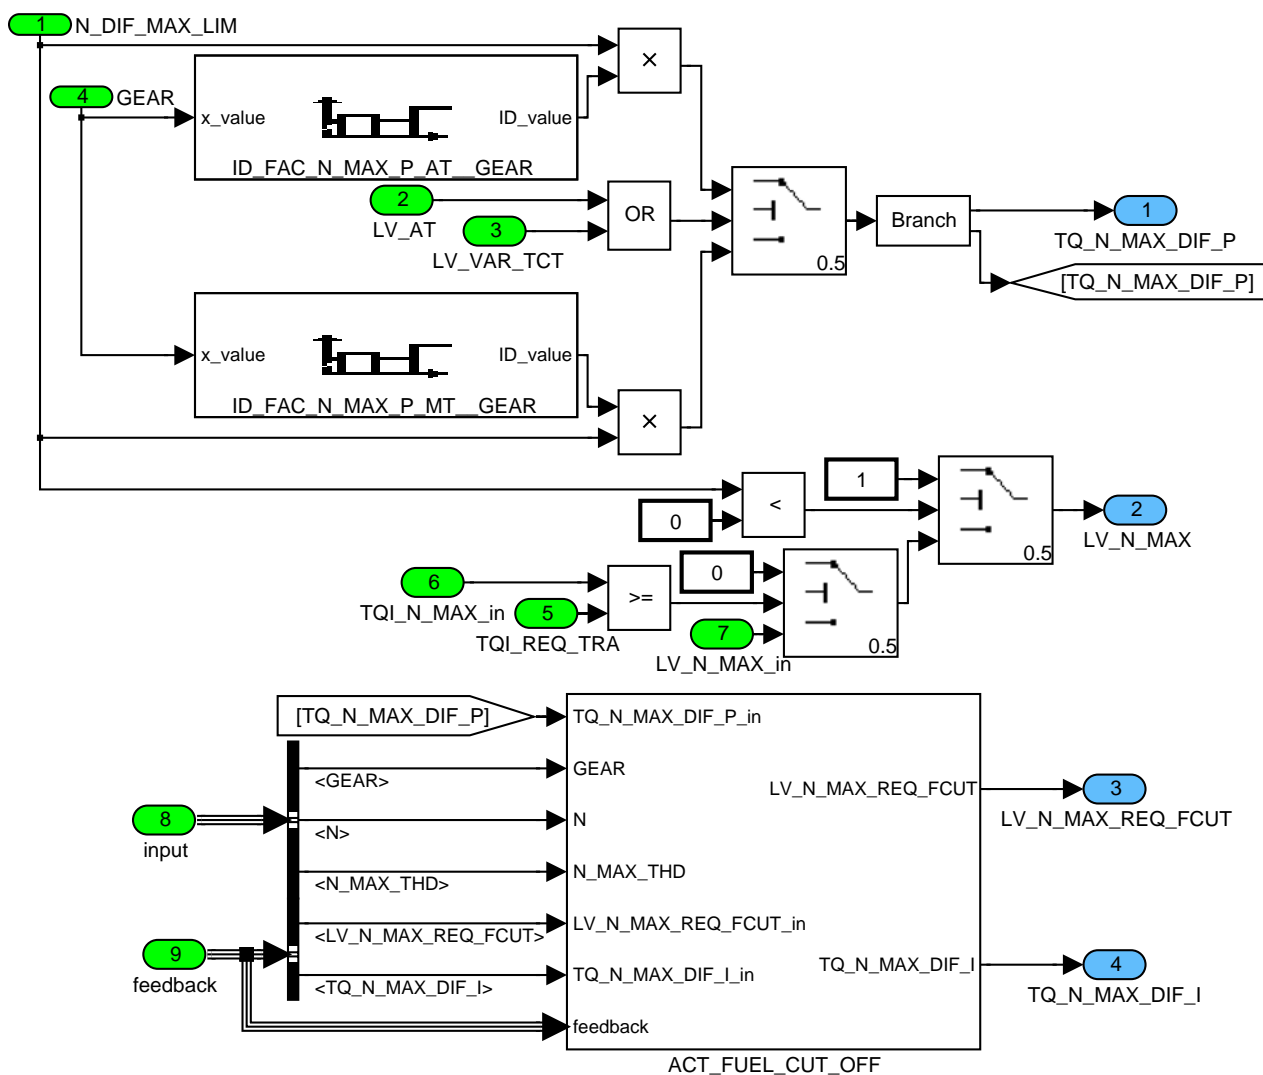 1
N_DIF_MAX_LIM
×
4
GEAR
x_value
ID_value
ID_FAC_N_MAX_P_AT__GEAR
2
LV_AT
OR
3
LV_VAR_TCT
0.5
Branch
1
TQ_N_MAX_DIF_P
[TQ_N_MAX_DIF_P]
x_value
ID_value
ID_FAC_N_MAX_P_MT__GEAR
×
1
<
0
0.5
2
LV_N_MAX
0
6
TQI_N_MAX_in
>=
5
TQI_REQ_TRA
7
LV_N_MAX_in
0.5
[TQ_N_MAX_DIF_P]
TQ_N_MAX_DIF_P_in
<GEAR>
GEAR
LV_N_MAX_REQ_FCUT
3
LV_N_MAX_REQ_FCUT
8
input
<N>
N
<N_MAX_THD>
N_MAX_THD
<LV_N_MAX_REQ_FCUT>
LV_N_MAX_REQ_FCUT_in
9
feedback
<TQ_N_MAX_DIF_I>
TQ_N_MAX_DIF_I_in
TQ_N_MAX_DIF_I
4
TQ_N_MAX_DIF_I
feedback
ACT_FUEL_CUT_OFF